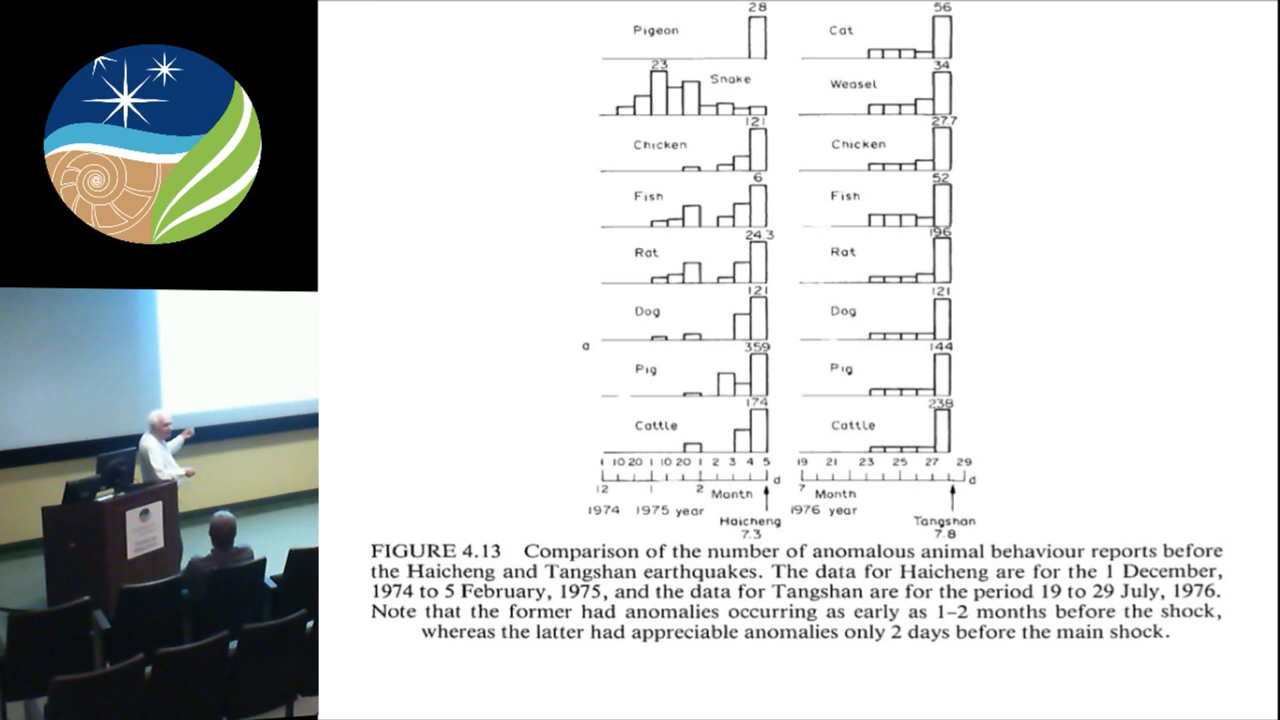 28
Pigeon
23
Snake
121
Chicken
6
Fish
24.3
Rat
121
Dog
359
a
Pig
174
Cattle
1 10 20 1 10 20 1 2 3 4 5
d
12 1 2 Month
1974 1975 year
Haicheng
7.3
56
Cat
34
Weasel
27.7
Chicken
52
Fish
196
Rat
121
Dog
144
Pig
238
Cattle
19 21 23 25 27 29
d
7 Month
1976 year
Tangshan
7.8
FIGURE 4.13 Comparison of the number of anomalous animal behaviour reports before
the Haicheng and Tangshan earthquakes. The data for Haicheng are for the 1 December,
1974 to 5 February, 1975, and the data for Tangshan are for the period 19 to 29 July, 1976.
Note that the former had anomalies occurring as early as 1–2 months before the shock,
whereas the latter had appreciable anomalies only 2 days before the main shock.